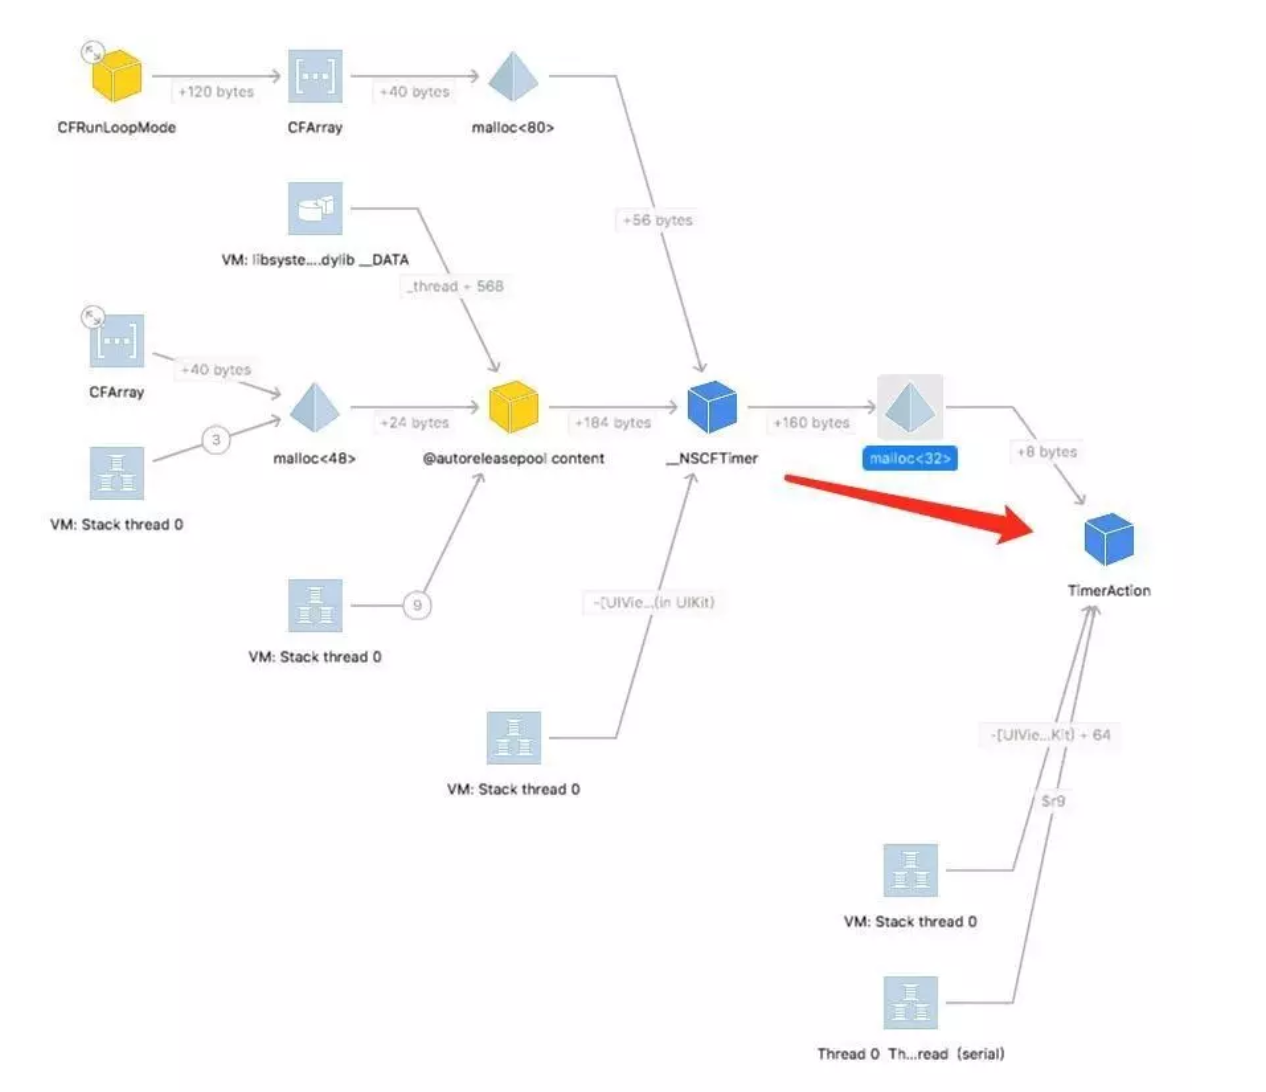 +120 bytes
+40 bytes
CFRunLoopMode
CFArray
malloc<80>
+56 bytes
VM: libsyste....dylib __DATA
_thread + 568
+40 bytes
CFArray
3
+24 bytes
+184 bytes
+160 bytes
+8 bytes
malloc<48>
@autoreleasepool content
__NSCFTimer
malloc<32>
VM: Stack thread 0
TimerAction
9
-[UIVie...(in UIKit)
VM: Stack thread 0
-[UIVie...Kit) + 64
VM: Stack thread 0
$r9
VM: Stack thread 0
Thread 0 Th...read (serial)